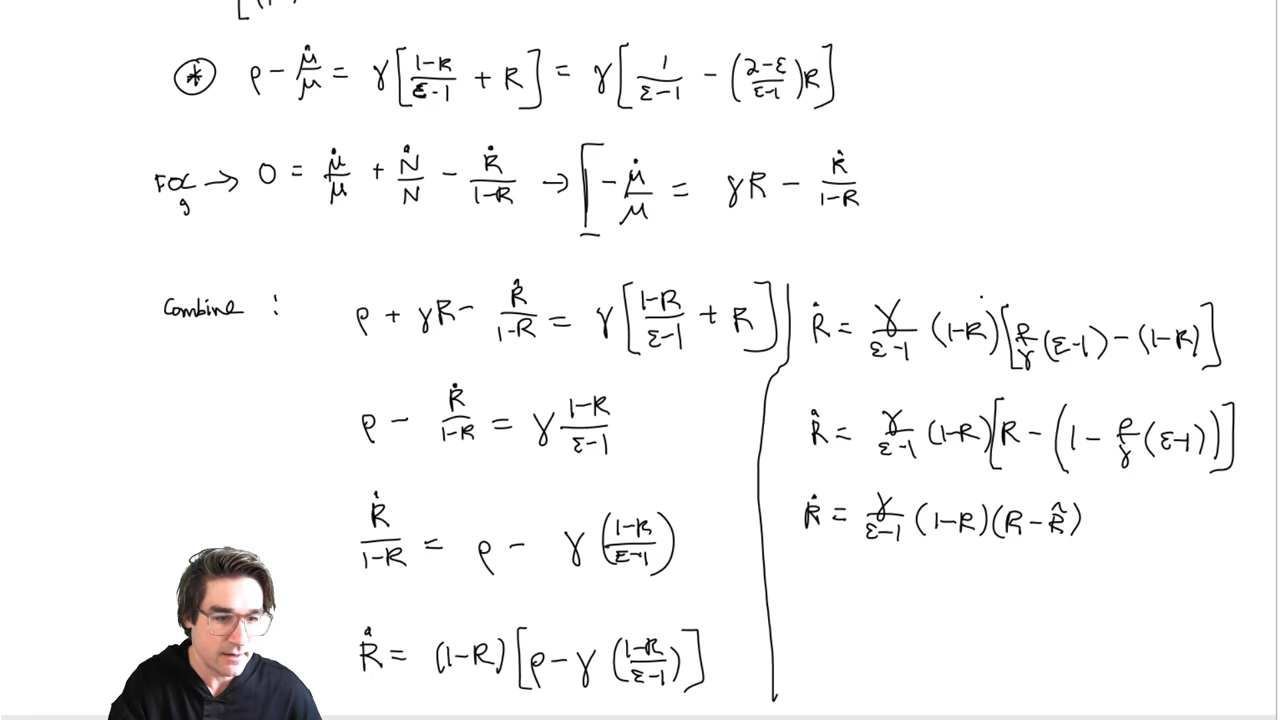 ⊛ ρ - μ̇/μ = γ[(1-R)/(ε-1) + R] = γ[1/(ε-1) - ((2-ε)/(ε-1))R]
FOC g → 0 = μ̇/μ + Ṅ/N - Ṙ/(1-R) → [-μ̇/μ = γR - Ṙ/(1-R)
Combine : ρ + γR - Ṙ/(1-R) = γ[(1-R)/(ε-1) + R]
ρ - Ṙ/(1-R) = γ (1-R)/(ε-1)
Ṙ/(1-R) = ρ - γ((1-R)/(ε-1))
Ṙ = (1-R)[ρ - γ((1-R)/(ε-1))]
Ṙ = γ/(ε-1) (1-R)[ρ/γ (ε-1) - (1-R)]
Ṙ = γ/(ε-1) (1-R)[R - (1 - ρ/γ (ε-1))]
Ṙ = γ/(ε-1) (1-R)(R - R̂)